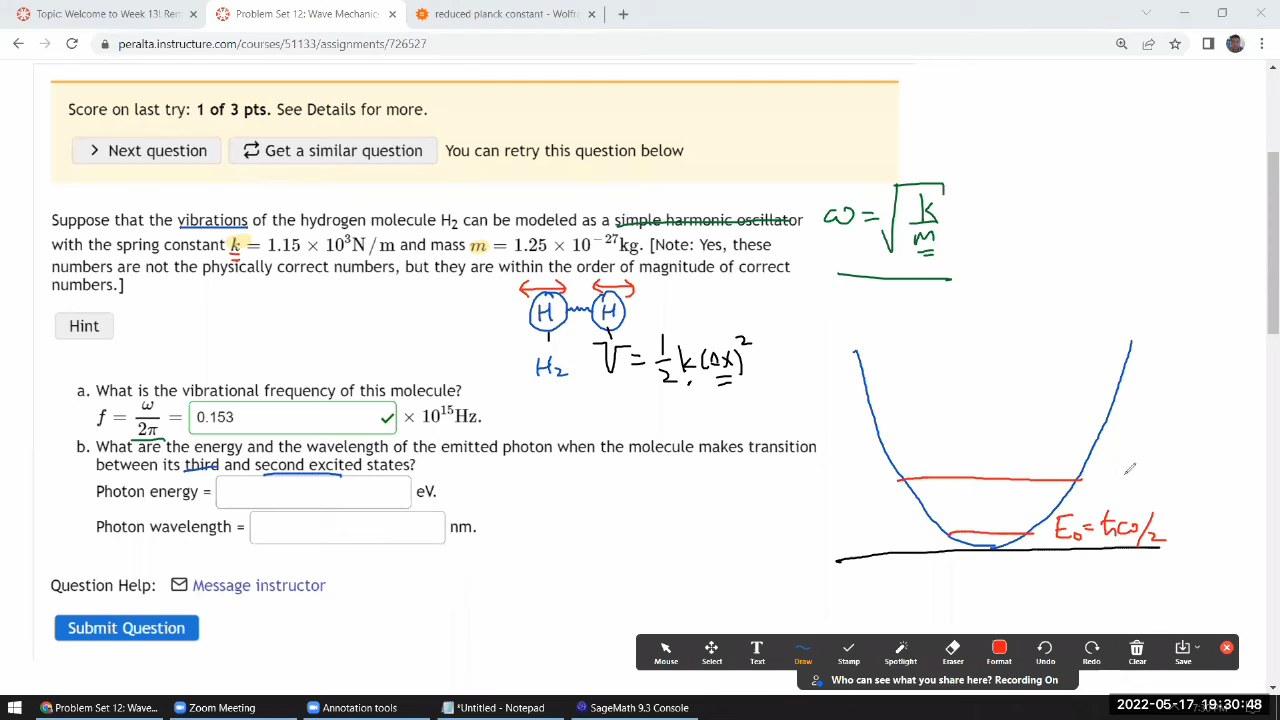 Topic: Welcome to Week 13! Rem
Problem Set 12: Wave Mechanic
reduced planck constant - Wolfr
peralta.instructure.com/courses/51133/assignments/726527
Score on last try: 1 of 3 pts. See Details for more.
Next question
Get a similar question
You can retry this question below
Suppose that the vibrations of the hydrogen molecule H₂ can be modeled as a simple harmonic oscillator
with the spring constant k = 1.15 × 10³N/m and mass m = 1.25 × 10⁻²⁷kg. [Note: Yes, these
numbers are not the physically correct numbers, but they are within the order of magnitude of correct
numbers.]
ω = √(k/m)
Hint
H H
H₂
U = 1/2 k(Δx)²
a. What is the vibrational frequency of this molecule?
f = ω/2π = 0.153 × 10¹⁵Hz.
b. What are the energy and the wavelength of the emitted photon when the molecule makes transition
between its third and second excited states?
Photon energy = eV.
Photon wavelength = nm.
E₀=ħω/2
Question Help: Message instructor
Submit Question
Mouse Select Text Draw Stamp Spotlight Eraser Format Undo Redo Clear Save
Who can see what you share here? Recording On
Problem Set 12: Wave...
Zoom Meeting
Annotation tools
*Untitled - Notepad
SageMath 9.3 Console
2022-05-17 19:30:48